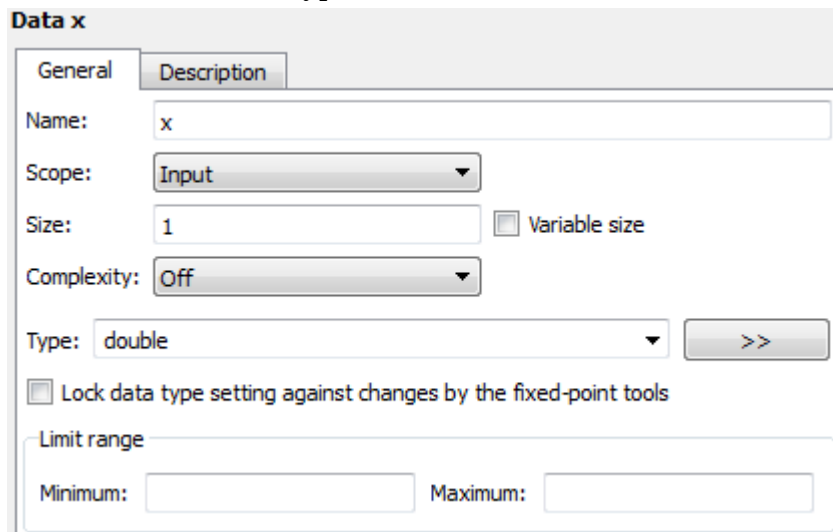 Data x
General Description
Name: x
Scope: Input
Size: 1 Variable size
Complexity: Off
Type: double >>
Lock data type setting against changes by the fixed-point tools
Limit range
Minimum: Maximum: